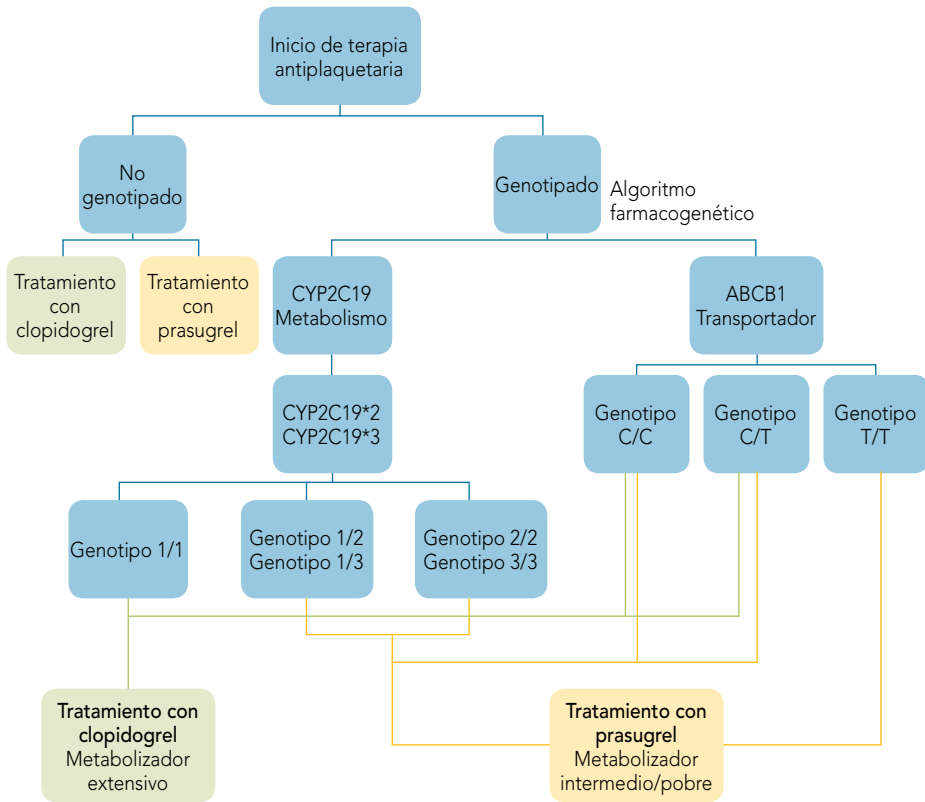 Inicio de terapia
antiplaquetaria
No
genotipado
Genotipado
Algoritmo
farmacogenético
Tratamiento
con
clopidogrel
Tratamiento
con
prasugrel
CYP2C19
Metabolismo
ABCB1
Transportador
CYP2C19*2
CYP2C19*3
Genotipo
C/C
Genotipo
C/T
Genotipo
T/T
Genotipo 1/1
Genotipo 1/2
Genotipo 1/3
Genotipo 2/2
Genotipo 3/3
Tratamiento con
clopidogrel
Metabolizador
extensivo
Tratamiento con
prasugrel
Metabolizador
intermedio/pobre